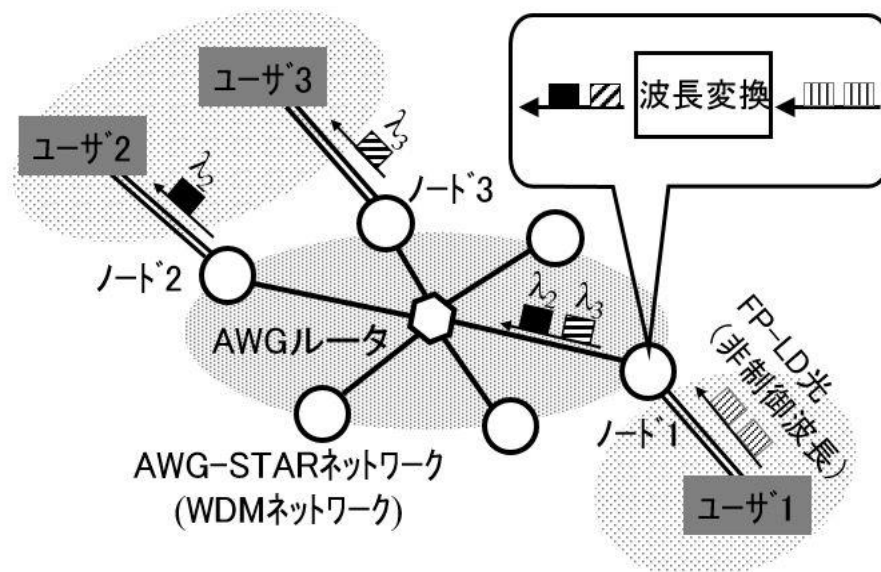 ユーザ3
ユーザ2
λ3
λ2
波長変換
ノード3
ノード2
λ2
λ3
AWGルータ
FP-LD光
(非制御波長)
ノード1
AWG-STARネットワーク
(WDMネットワーク)
ユーザ1